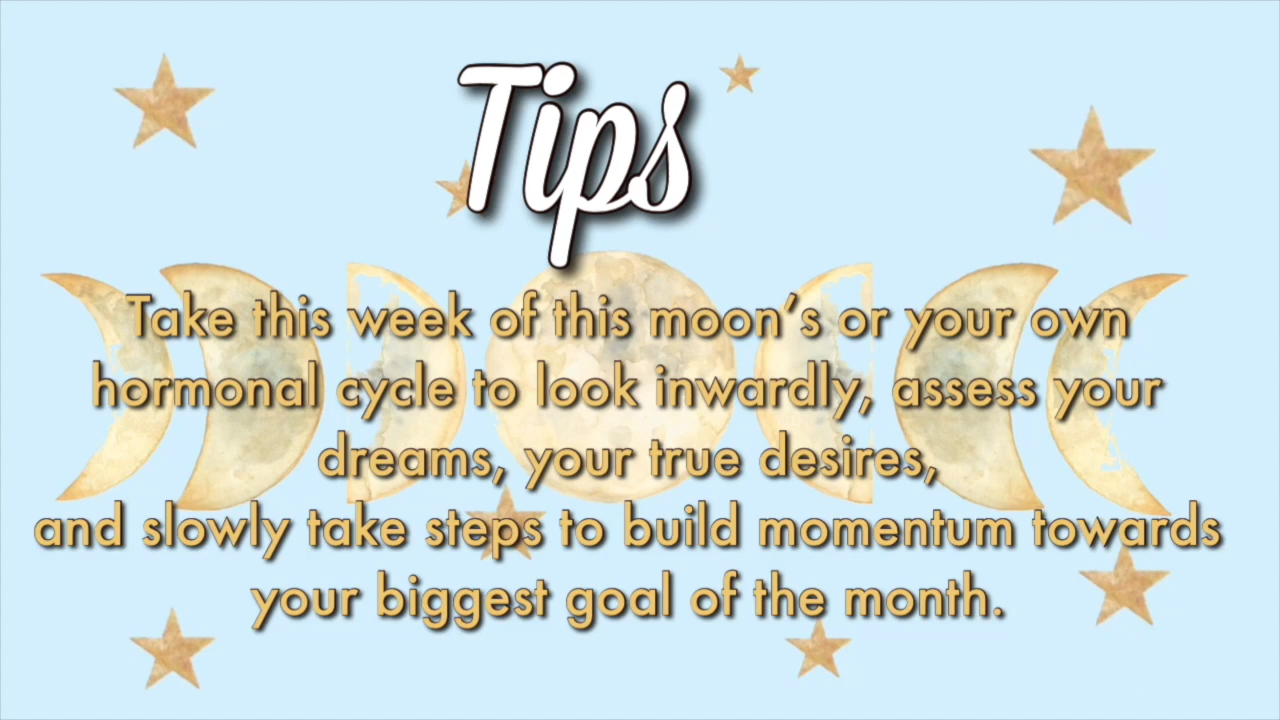 Tips
Take this week of this moon’s or your own
hormonal cycle to look inwardly, assess your
dreams, your true desires,
and slowly take steps to build momentum towards
your biggest goal of the month.